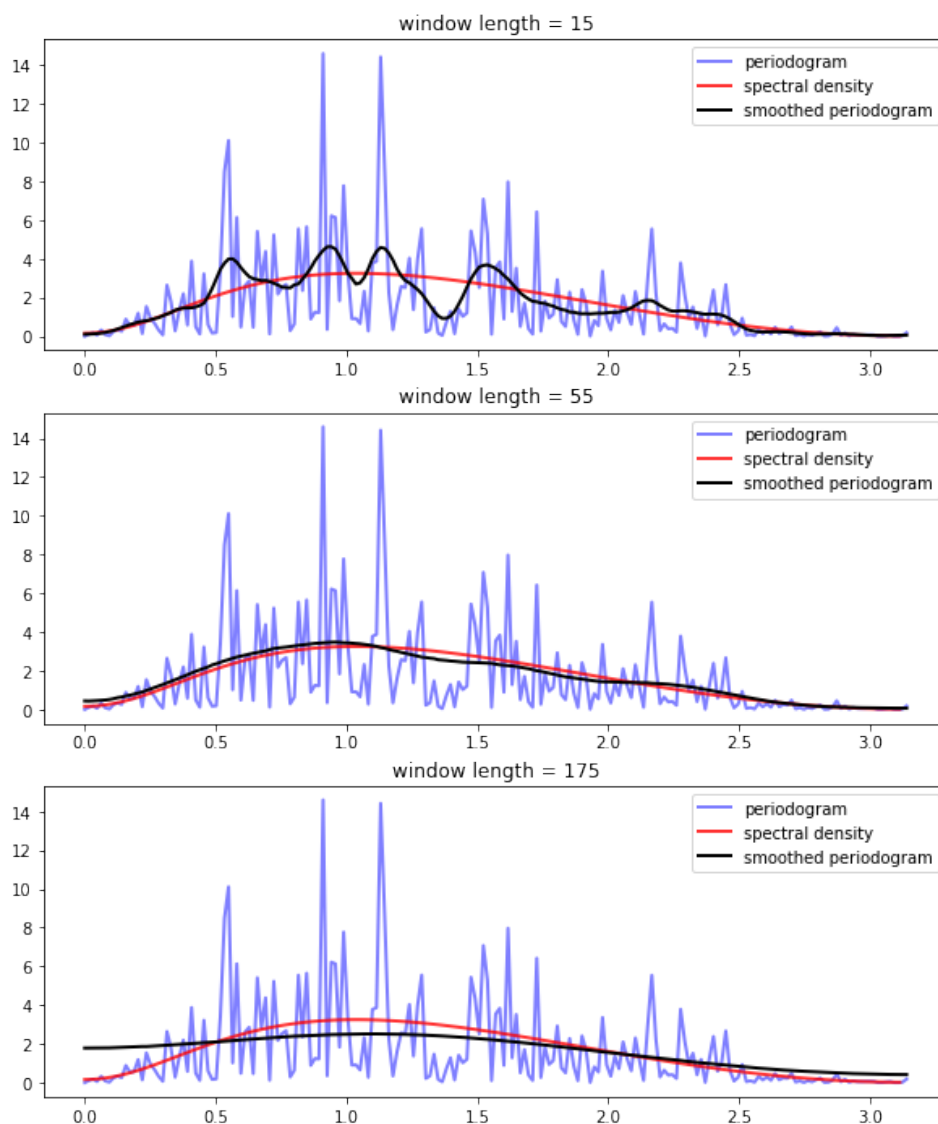 window length = 15
14
12
10
8
6
4
2
0
periodogram
spectral density
smoothed periodogram
0.0 0.5 1.0 1.5 2.0 2.5 3.0
window length = 55
14
12
10
8
6
4
2
0
periodogram
spectral density
smoothed periodogram
0.0 0.5 1.0 1.5 2.0 2.5 3.0
window length = 175
14
12
10
8
6
4
2
0
periodogram
spectral density
smoothed periodogram
0.0 0.5 1.0 1.5 2.0 2.5 3.0